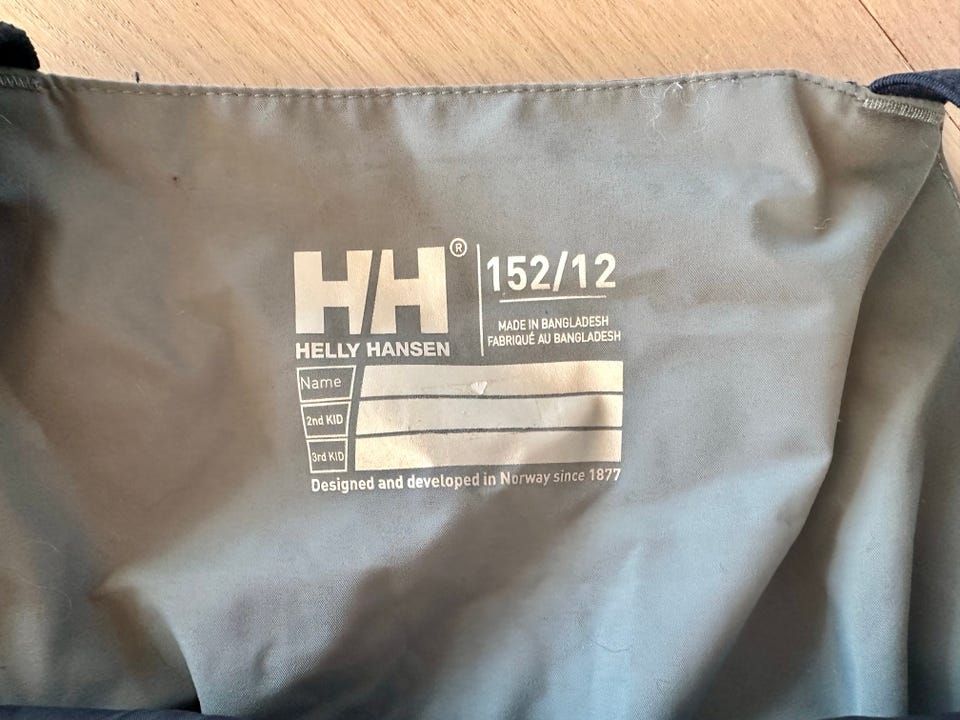 HH®
HELLY HANSEN
152/12
MADE IN BANGLADESH
FABRIQUÉ AU BANGLADESH
Name
2nd KID
3rd KID
Designed and developed in Norway since 1877